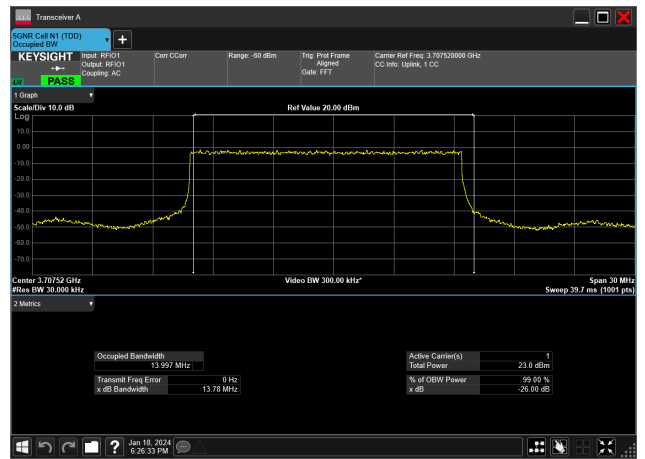 Transceiver A
5GNR Cell N1 (TDD)
Occupied BW
KEYSIGHT
PASS
Input: RFIO1
Output: RFIO1
Coupling: AC
Corr CCorr
Range: -60 dBm
Trig: Prot Frame
Aligned
Gate: FFT
Carrier Ref Freq: 3.707520000 GHz
CC Info: Uplink, 1 CC
1 Graph
Scale/Div 10.0 dB
Ref Value 20.00 dBm
Log
10.0
0.00
-10.0
-20.0
-30.0
-40.0
-50.0
-60.0
-70.0
Center 3.70752 GHz
Video BW 300.00 kHz*
Span 30 MHz
#Res BW 30.000 kHz
Sweep 39.7 ms (1001 pts)
2 Metrics
Occupied Bandwidth
13.997 MHz
Transmit Freq Error 0 Hz
x dB Bandwidth 13.78 MHz
Active Carrier(s) 1
Total Power 23.0 dBm
% of OBW Power 99.00 %
x dB -26.00 dB
?
Jan 18, 2024
6:26:33 PM